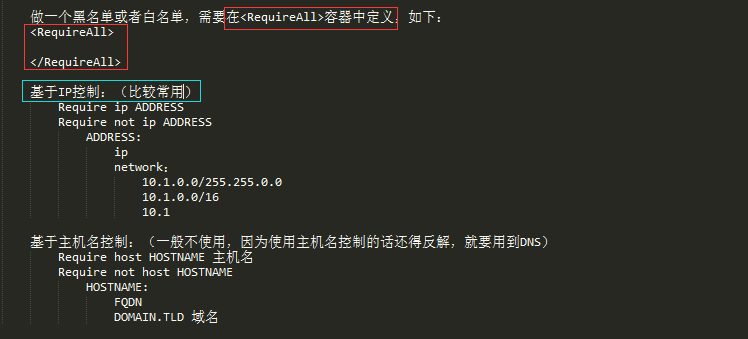 做一个黑名单或者白名单，需要在<RequireAll>容器中定义，如下：
<RequireAll>
</RequireAll>
基于IP控制：（比较常用）
Require ip ADDRESS
Require not ip ADDRESS
ADDRESS:
ip
network：
10.1.0.0/255.255.0.0
10.1.0.0/16
10.1
基于主机名控制：（一般不使用，因为使用主机名控制的话还得反解，就要用到DNS）
Require host HOSTNAME 主机名
Require not host HOSTNAME
HOSTNAME:
FQDN
DOMAIN.TLD 域名